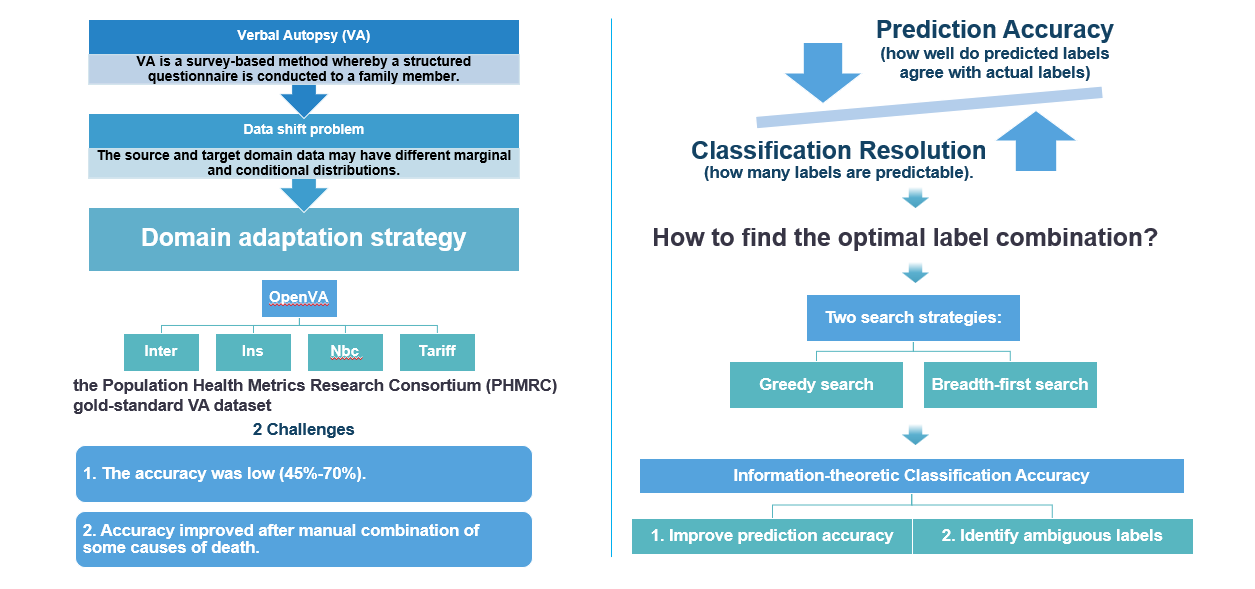 Verbal Autopsy (VA)
VA is a survey-based method whereby a structured
questionnaire is conducted to a family member.
Data shift problem
The source and target domain data may have different marginal
and conditional distributions.
Domain adaptation strategy
OpenVA
Inter
Ins
Nbc
Tariff
the Population Health Metrics Research Consortium (PHMRC)
gold-standard VA dataset
2 Challenges
1. The accuracy was low (45%-70%).
2. Accuracy improved after manual combination of
some causes of death.
Prediction Accuracy
(how well do predicted labels
agree with actual labels)
Classification Resolution
(how many labels are predictable).
How to find the optimal label combination?
Two search strategies:
Greedy search
Breadth-first search
Information-theoretic Classification Accuracy
1. Improve prediction accuracy
2. Identify ambiguous labels